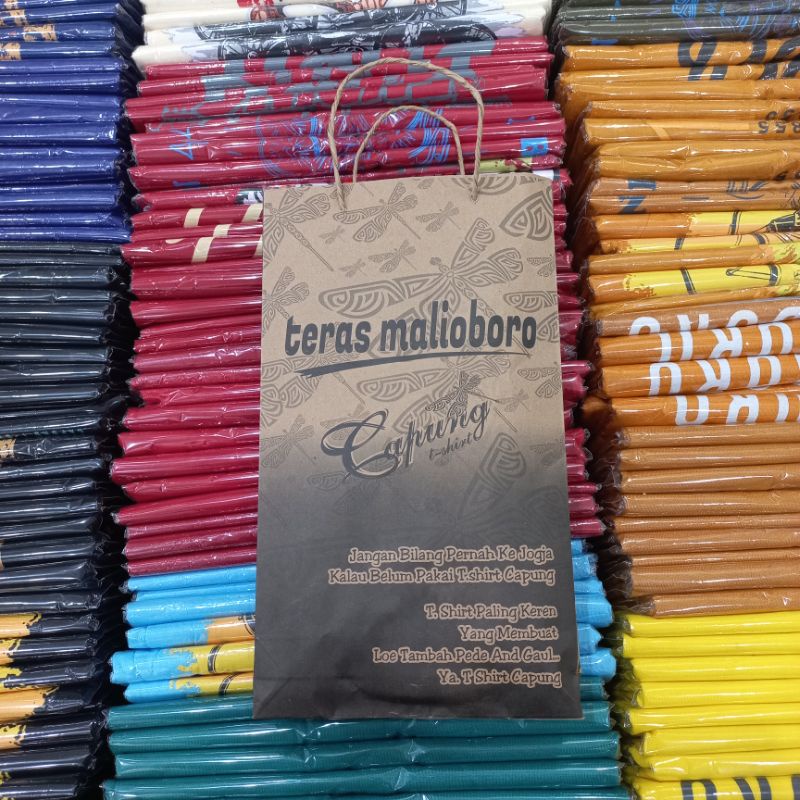 teras malioboro
Capung
t-shirt
Jangan Bilang Pernah Ke Jogja
Kalau Belum Pakai T.shirt Capung
T. Shirt Paling Keren
Yang Membuat
Loe Tambah Pede And Gaul...
Ya. T Shirt Capung